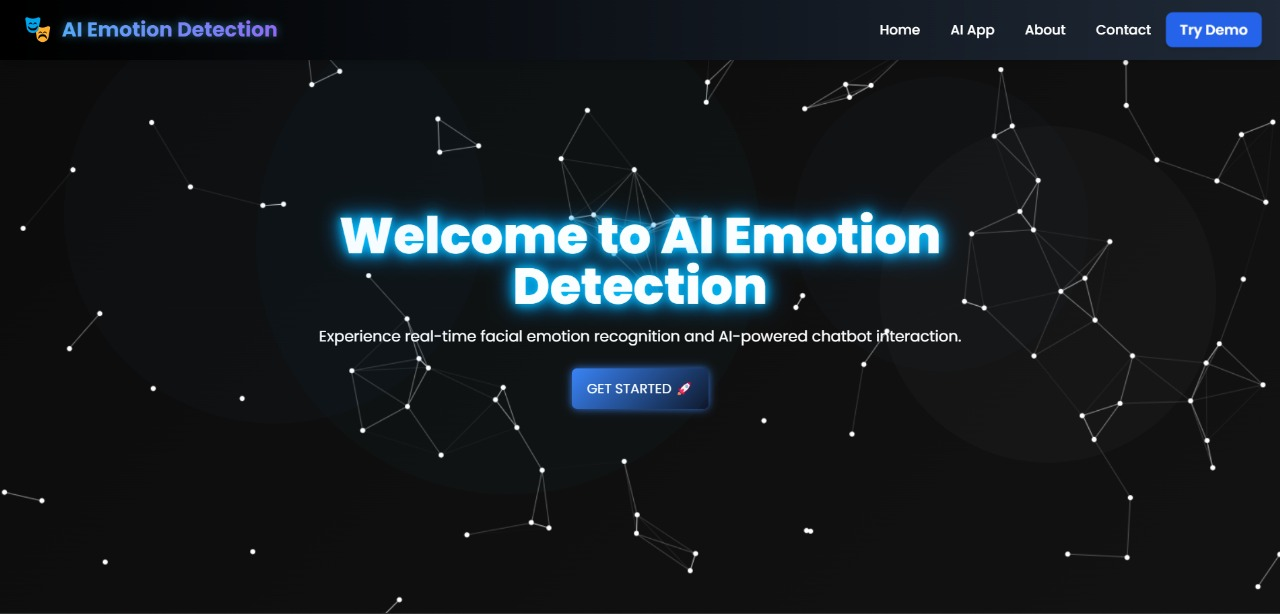 AI Emotion Detection
Home
AI App
About
Contact
Try Demo
Welcome to AI Emotion
Detection
Experience real-time facial emotion recognition and AI-powered chatbot interaction.
GET STARTED 🚀